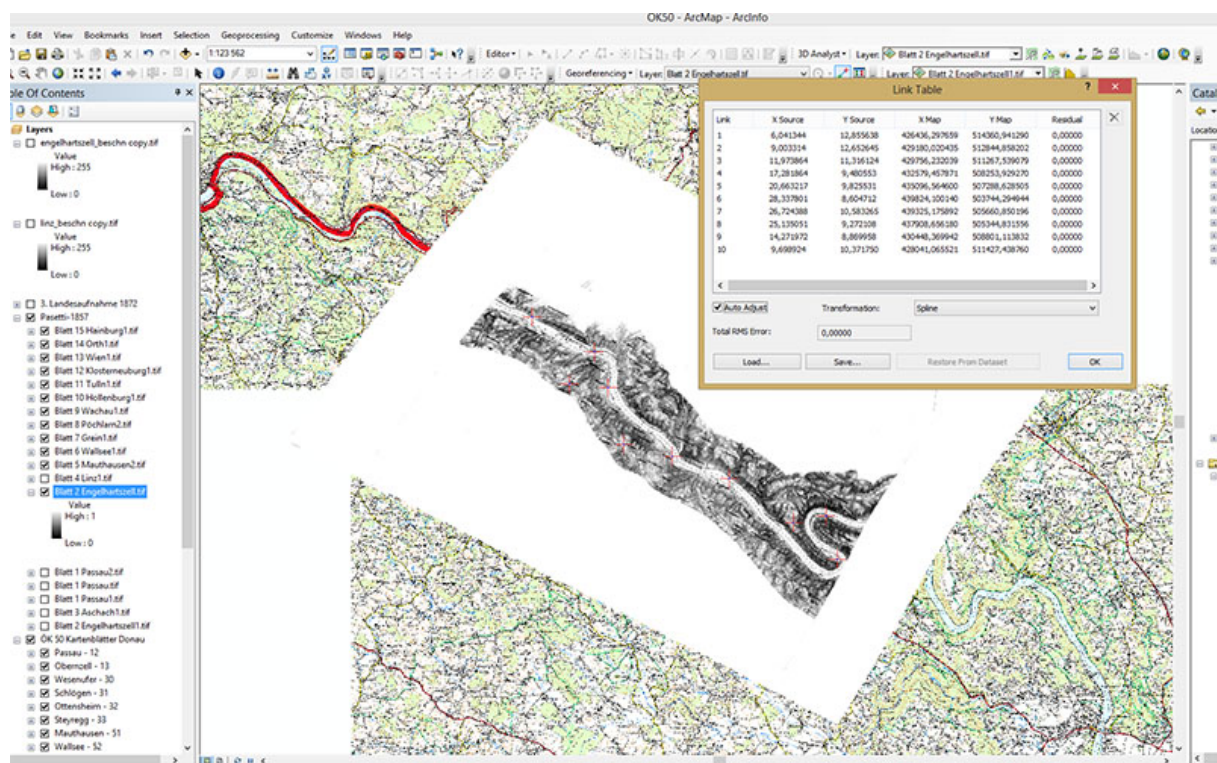 OK50 - ArcMap - ArcInfo
Edit View Bookmarks Insert Selection Geoprocessing Customize Windows Help
1:123 562
Editor
3D Analyst
Layer: Blatt 2 Engelhartszell.tif
Georeferencing
Layer: Blatt 2 Engelhartszell.tif
Layer: Blatt 2 Engelhartszell1.tif
ble Of Contents
Layers
engelhartszell_beschn copy.tif
Value
High : 255
Low : 0
linz_beschn copy.tif
Value
High : 255
Low : 0
3. Landesaufnahme 1872
Pasetti-1857
Blatt 15 Hainburg1.tif
Blatt 14 Orth1.tif
Blatt 13 Wien1.tif
Blatt 12 Klosterneuburg1.tif
Blatt 11 Tulln1.tif
Blatt 10 Hollenburg1.tif
Blatt 9 Wachau1.tif
Blatt 8 Pöchlarn2.tif
Blatt 7 Grein1.tif
Blatt 6 Wallsee1.tif
Blatt 5 Mauthausen2.tif
Blatt 4 Linz1.tif
Blatt 2 Engelhartszell.tif
Value
High : 1
Low : 0
Blatt 1 Passau2.tif
Blatt 1 Passau.tif
Blatt 1 Passau1.tif
Blatt 3 Aschach1.tif
Blatt 2 Engelhartszell1.tif
ÖK 50 Kartenblätter Donau
Passau - 12
Obernzell - 13
Wesenufer - 30
Schlögen - 31
Ottensheim - 32
Steyregg - 33
Mauthausen - 51
Wallsee - 52
Link Table
Link X Source Y Source X Map Y Map Residual
1 6,041344 12,855638 426436,297659 514360,941290 0,00000
2 9,003314 12,652645 429180,020435 512844,858202 0,00000
3 11,973864 11,316124 429756,232039 511267,539079 0,00000
4 17,281864 9,480553 432579,457871 508253,929270 0,00000
5 20,663217 9,825531 435096,564600 507288,628505 0,00000
6 28,337801 8,604712 439824,100140 503744,294944 0,00000
7 26,724388 10,583265 439325,175892 505660,850196 0,00000
8 25,135051 9,272108 437908,656180 505344,831556 0,00000
9 14,271972 8,869958 430448,369942 508801,113832 0,00000
10 9,698924 10,371750 428041,065521 511427,438760 0,00000
Auto Adjust
Transformation: Spline
Total RMS Error: 0,00000
Load... Save... Restore From Dataset OK
Catal
Locatio